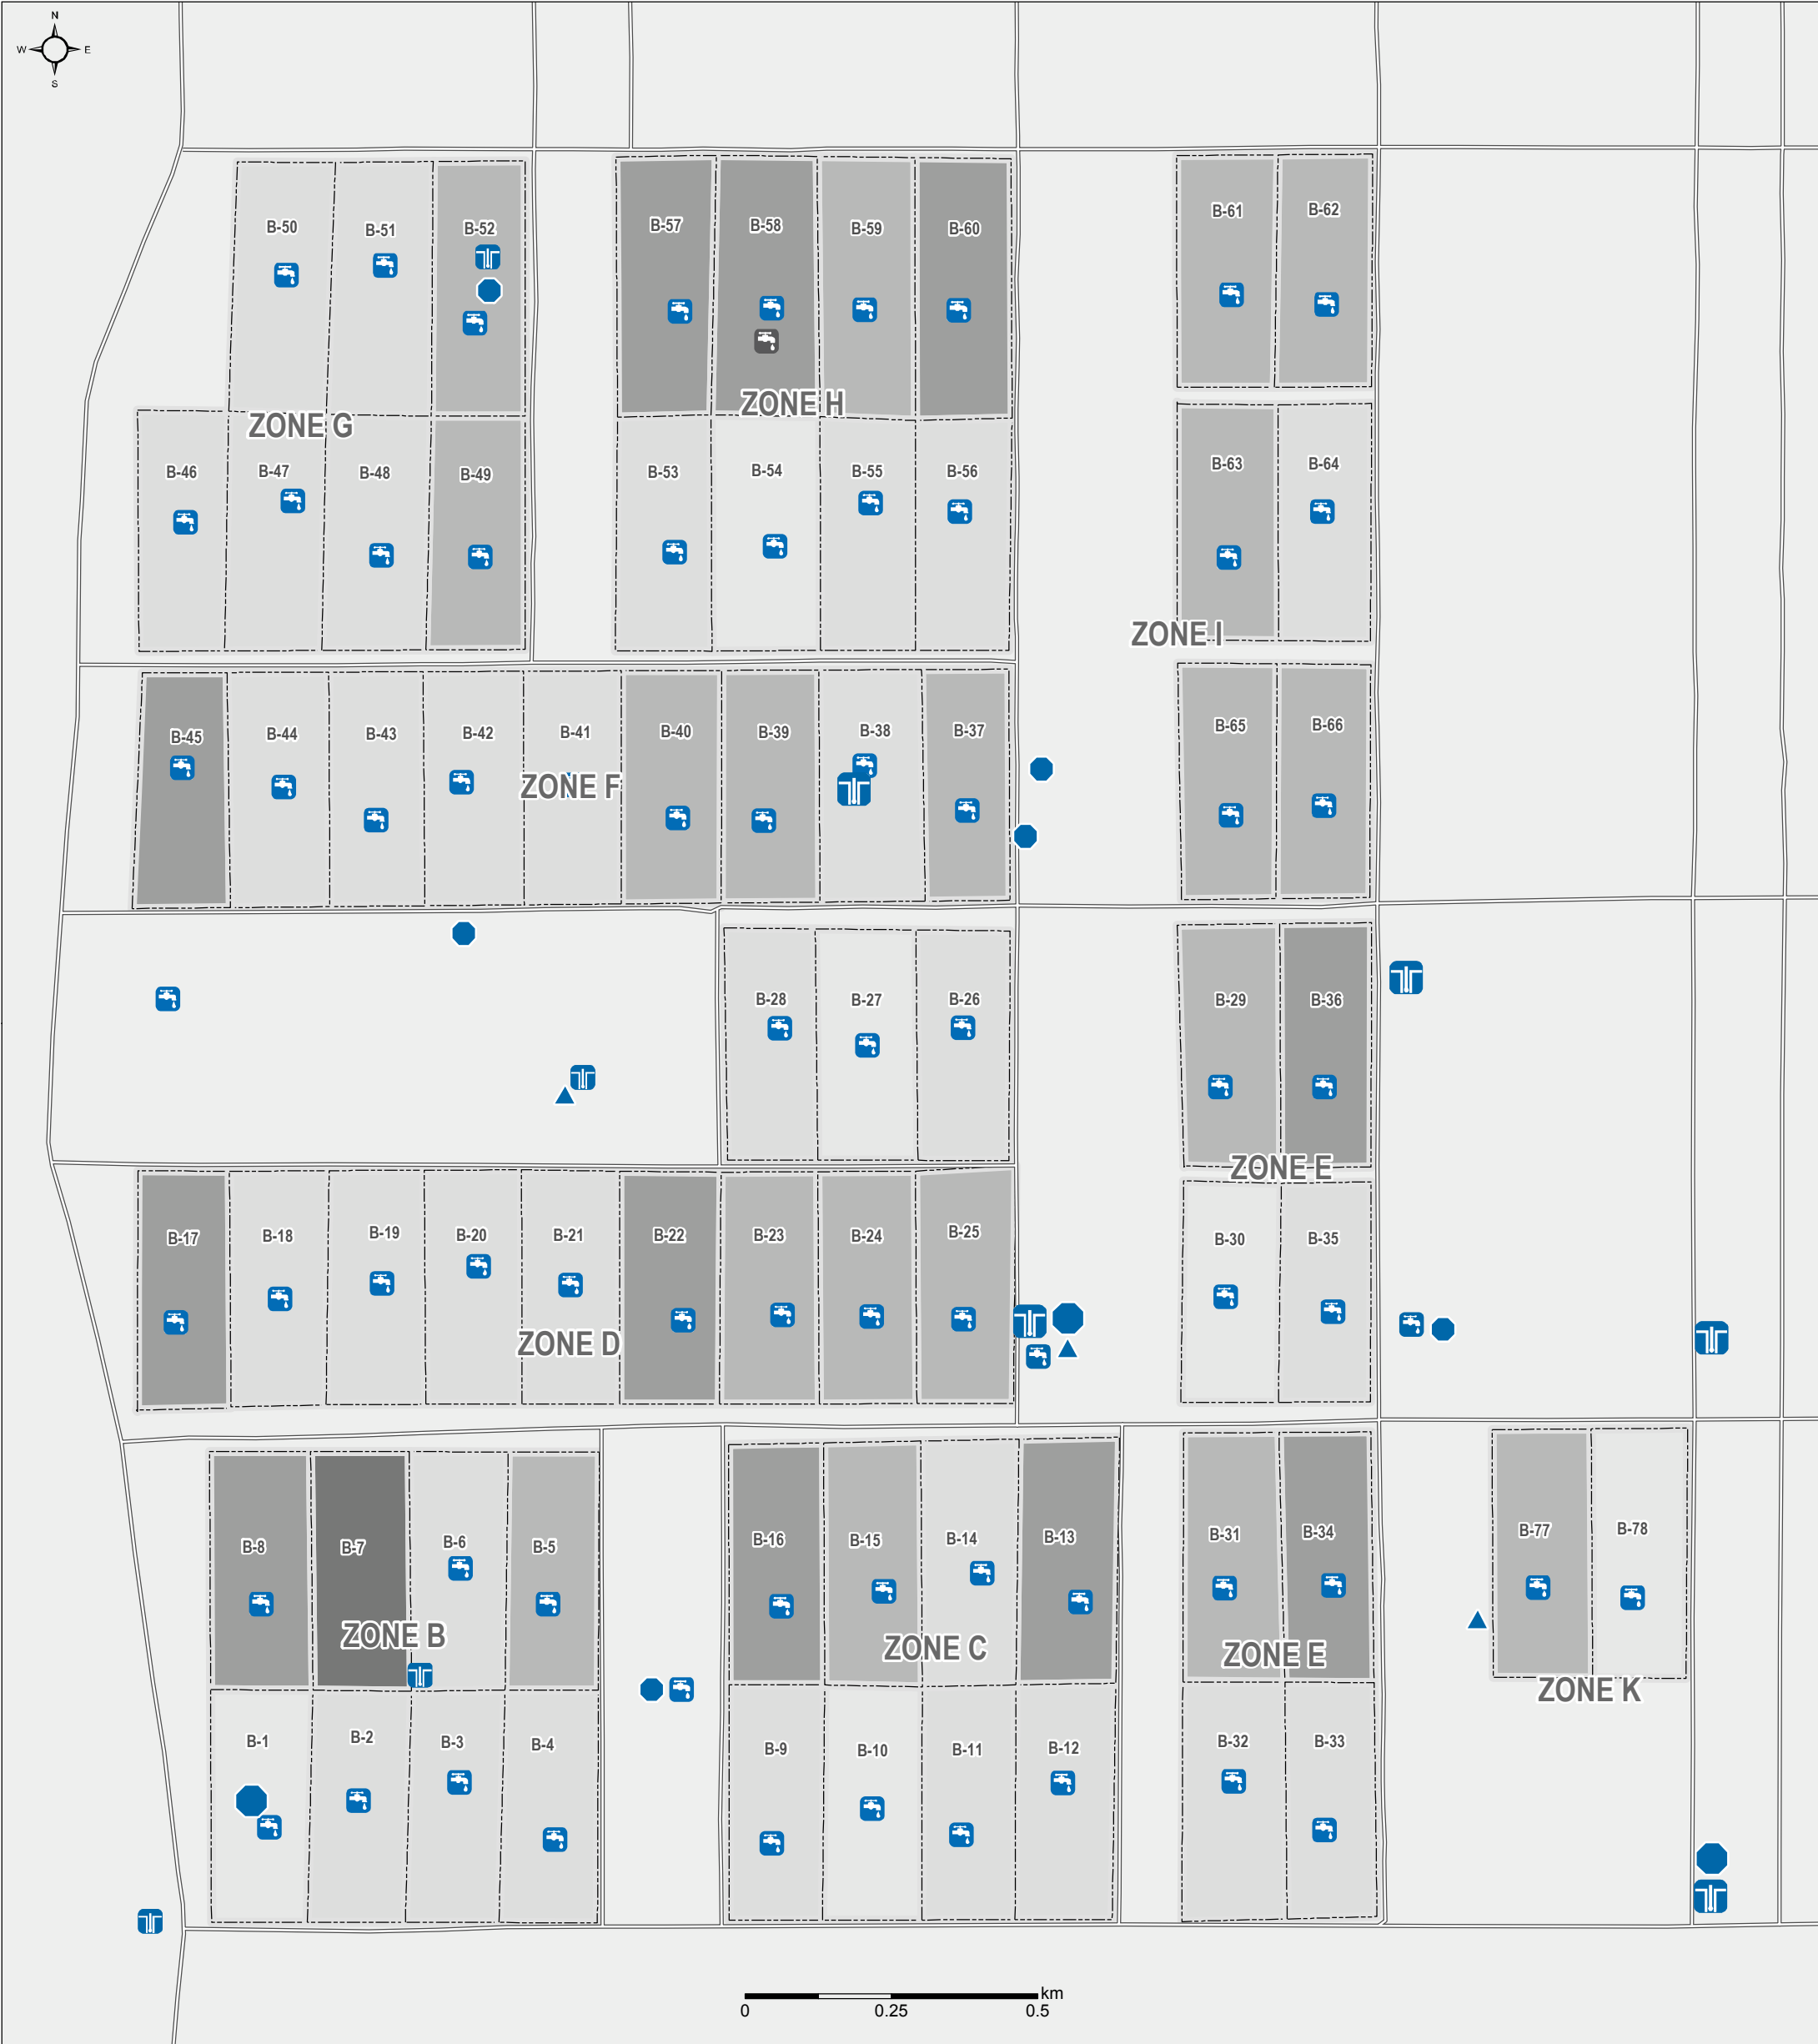 N
W E
S
B-50 B-51 B-52 B-57 B-58 B-59 B-60 B-61 B-62
ZONE G ZONE H
B-46 B-47 B-48 B-49 B-53 B-54 B-55 B-56 B-63 B-64
ZONE I
B-45 B-44 B-43 B-42 B-41 B-40 B-39 B-38 B-37 B-65 B-66
ZONE F
B-28 B-27 B-26 B-29 B-36
ZONE E
B-17 B-18 B-19 B-20 B-21 B-22 B-23 B-24 B-25 B-30 B-35
ZONE D
B-8 B-7 B-6 B-5 B-16 B-15 B-14 B-13 B-31 B-34 B-77 B-78
ZONE B ZONE C ZONE E ZONE K
B-1 B-2 B-3 B-4 B-9 B-10 B-11 B-12 B-32 B-33
km
0 0.25 0.5